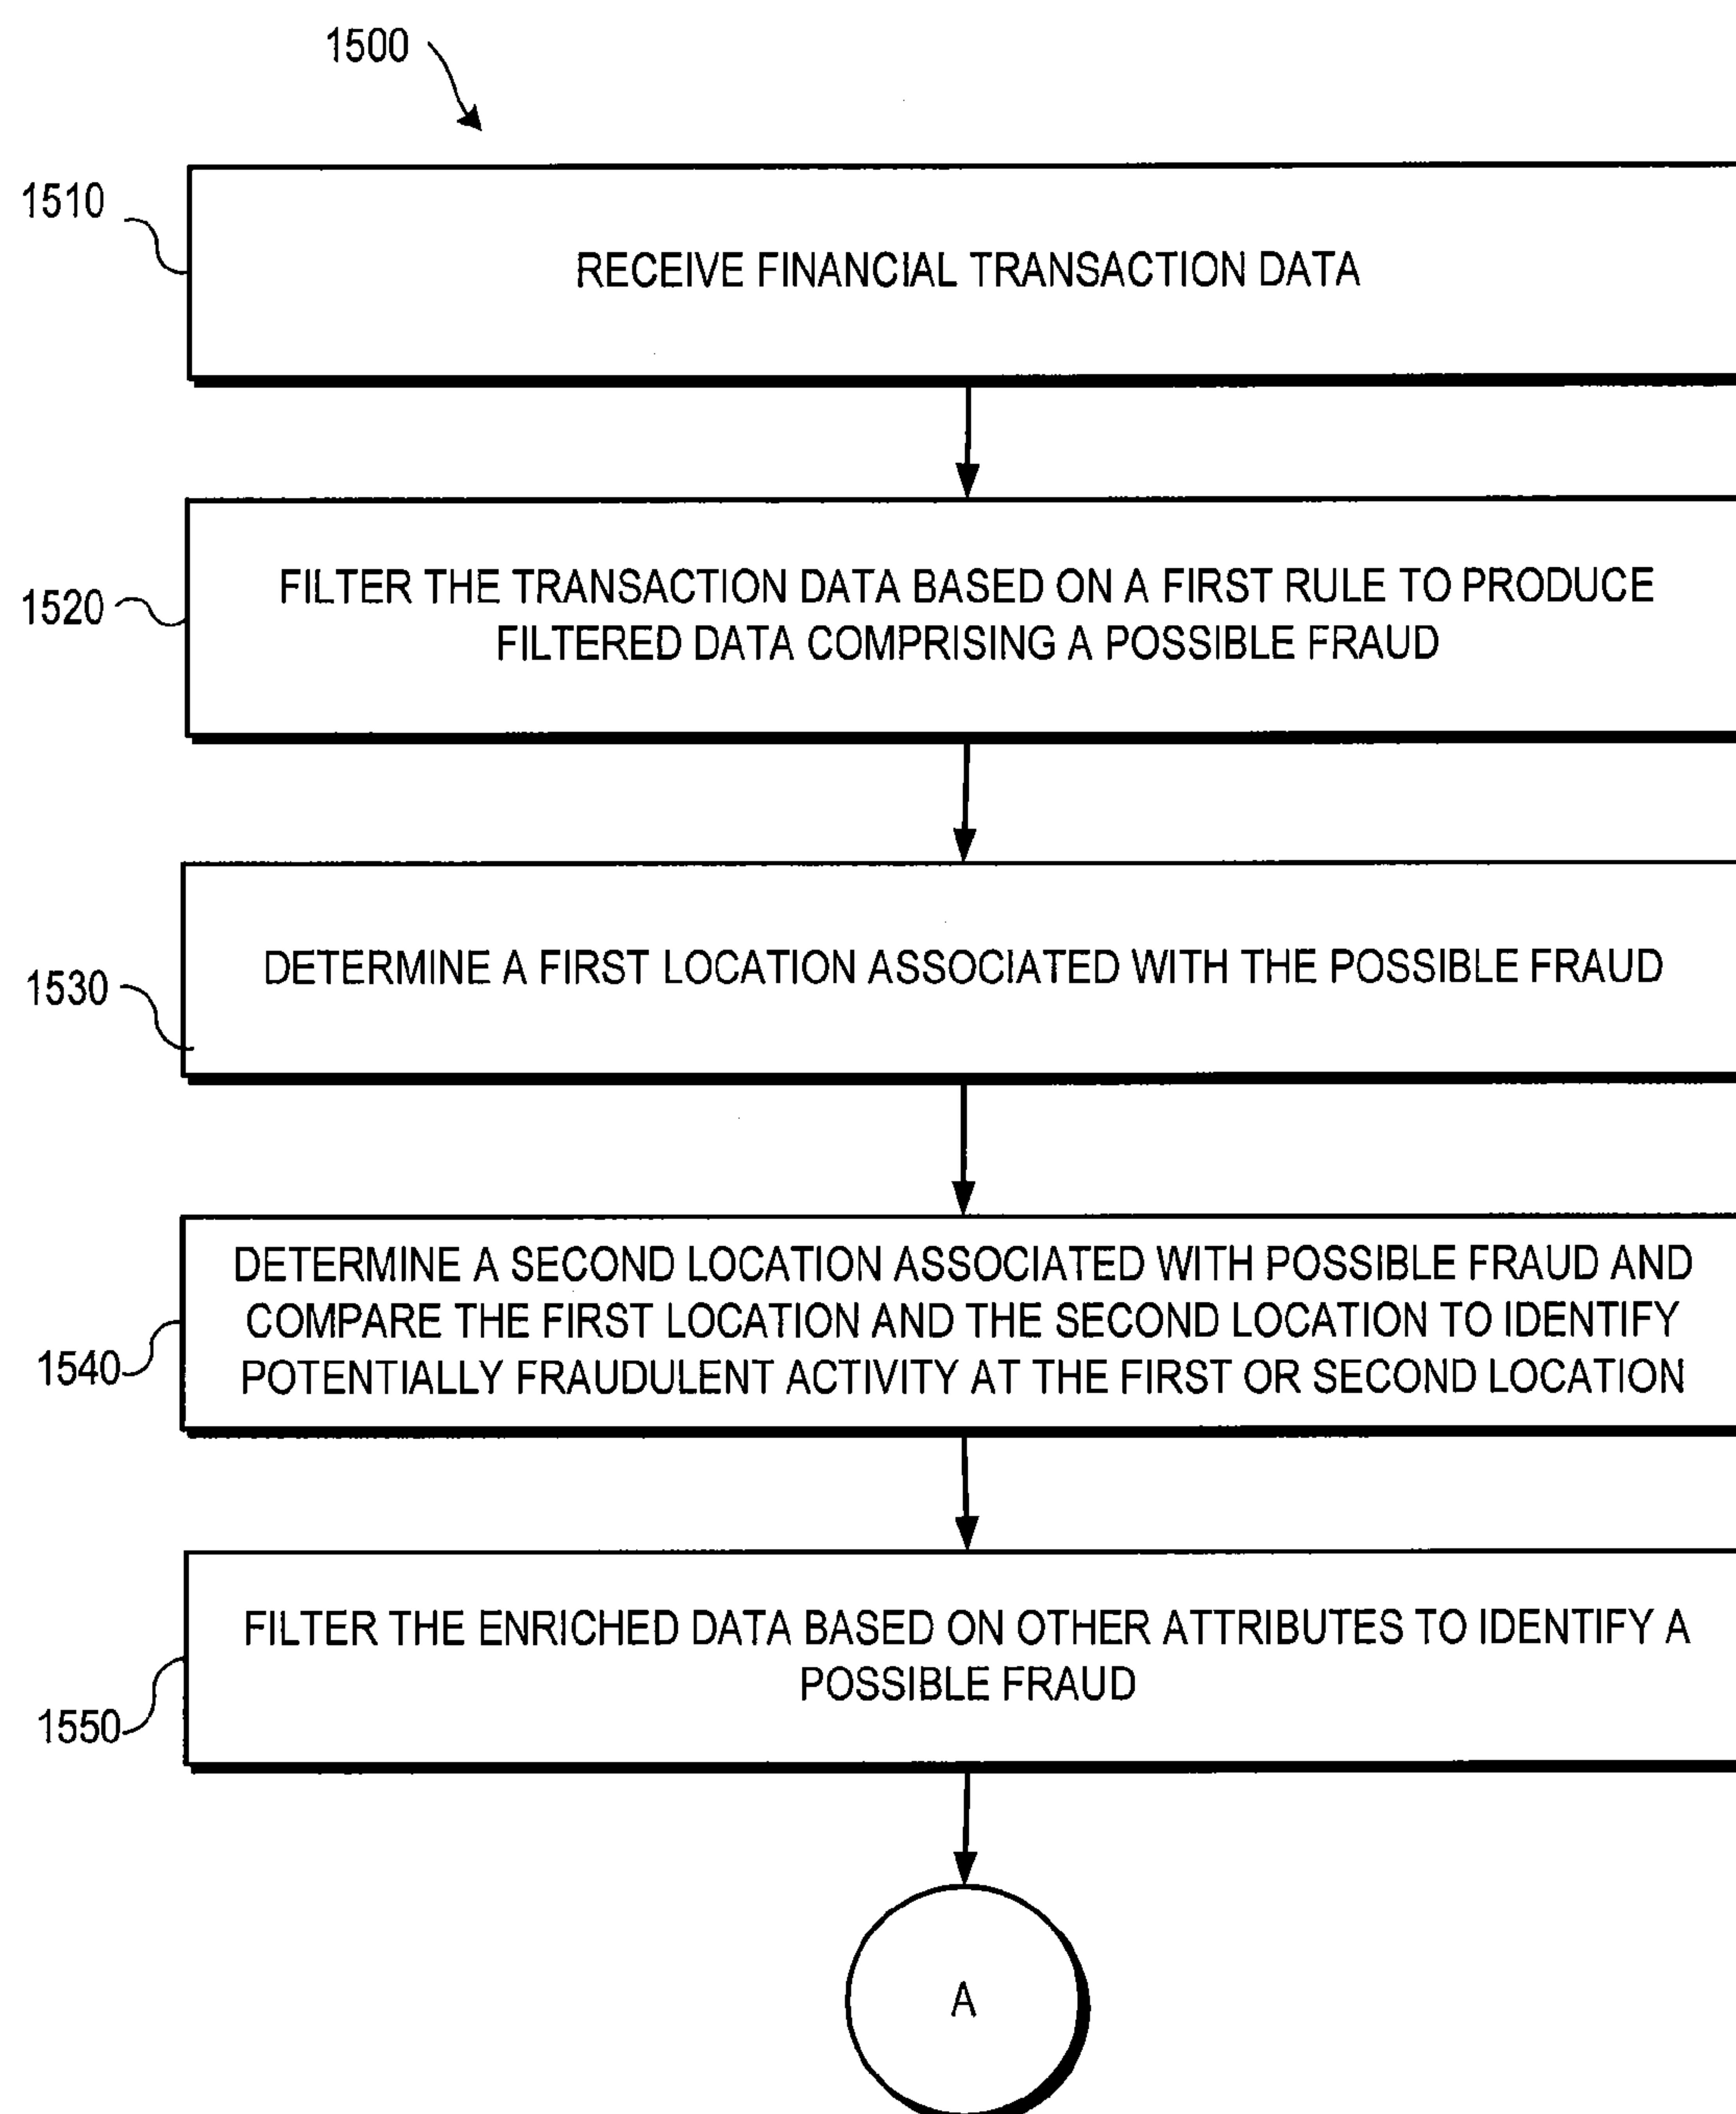 1500
1510
RECEIVE FINANCIAL TRANSACTION DATA
1520
FILTER THE TRANSACTION DATA BASED ON A FIRST RULE TO PRODUCE
FILTERED DATA COMPRISING A POSSIBLE FRAUD
1530
DETERMINE A FIRST LOCATION ASSOCIATED WITH THE POSSIBLE FRAUD
1540
DETERMINE A SECOND LOCATION ASSOCIATED WITH POSSIBLE FRAUD AND
COMPARE THE FIRST LOCATION AND THE SECOND LOCATION TO IDENTIFY
POTENTIALLY FRAUDULENT ACTIVITY AT THE FIRST OR SECOND LOCATION
1550
FILTER THE ENRICHED DATA BASED ON OTHER ATTRIBUTES TO IDENTIFY A
POSSIBLE FRAUD
A